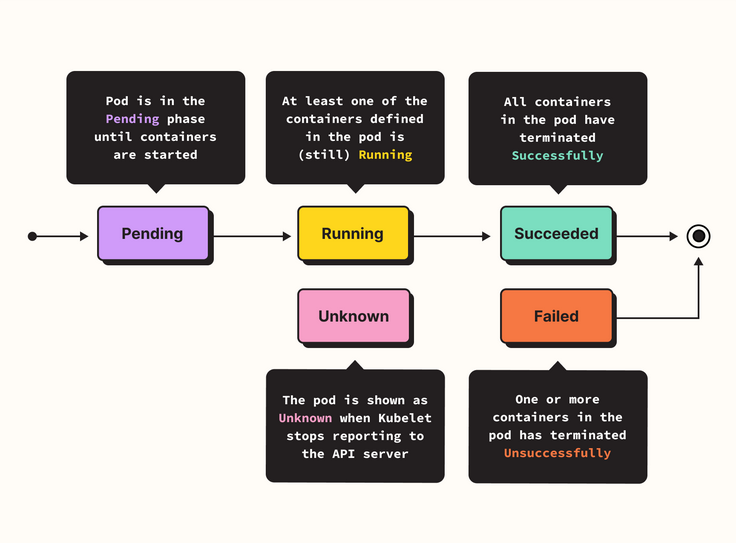 Pod is in the
Pending phase
until containers
are started
At least one of the
containers defined
in the pod is
(still) Running
All containers
in the pod have
terminated
Successfully
Pending
Running
Succeeded
Unknown
Failed
The pod is shown as
Unknown when Kubelet
stops reporting to
the API server
One or more
containers in the
pod has terminated
Unsuccessfully